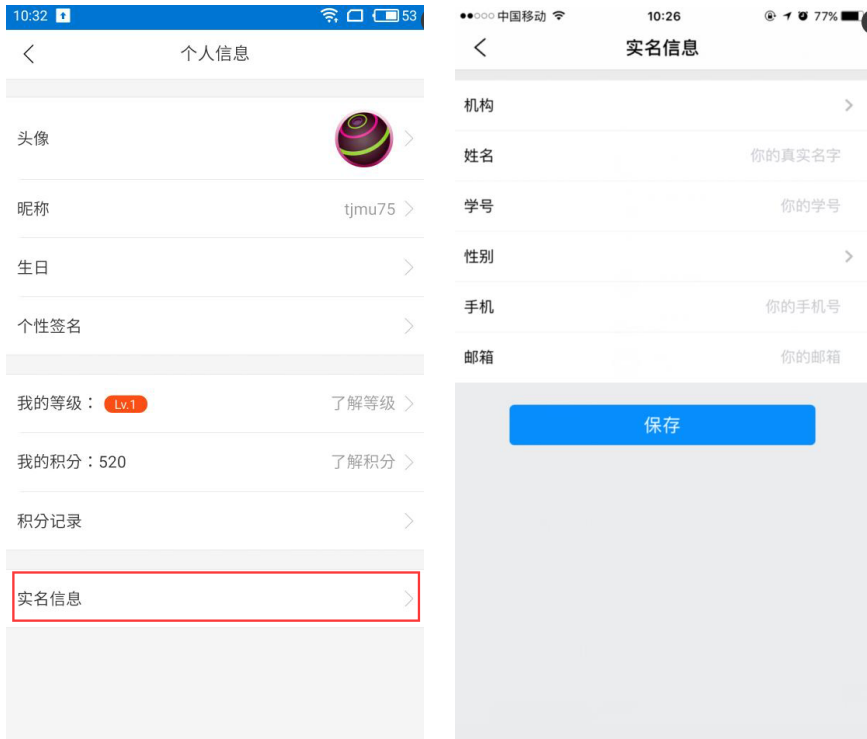 10:32
53
个人信息
头像
昵称 tjmu75
生日
个性签名
我的等级： Lv.1 了解等级
我的积分：520 了解积分
积分记录
实名信息
中国移动 10:26 77%
实名信息
机构
姓名 你的真实名字
学号 你的学号
性别
手机 你的手机号
邮箱 你的邮箱
保存